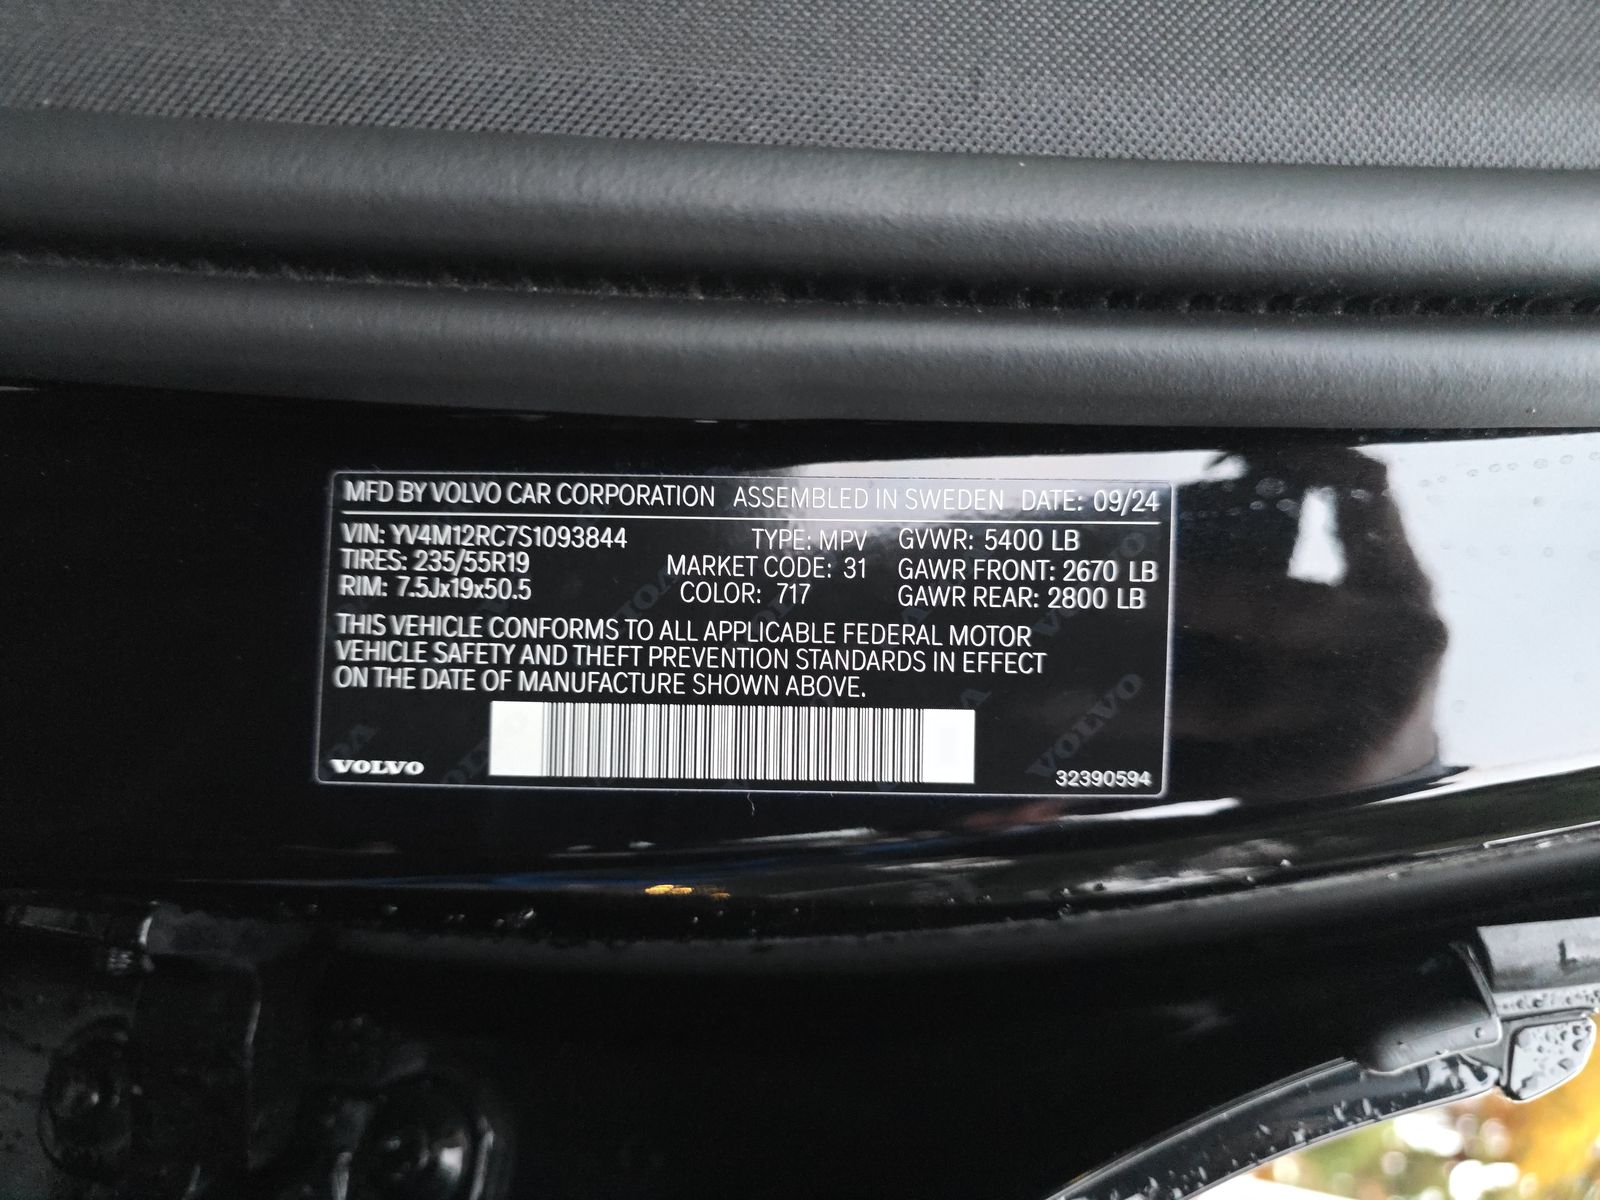 MFD BY VOLVO CAR CORPORATION ASSEMBLED IN SWEDEN DATE: 09/24
VIN: YV4M12RC7S1093844 TYPE: MPV GVWR: 5400 LB
TIRES: 235/55R19 MARKET CODE: 31 GAWR FRONT: 2670 LB
RIM: 7.5Jx19x50.5 COLOR: 717 GAWR REAR: 2800 LB
THIS VEHICLE CONFORMS TO ALL APPLICABLE FEDERAL MOTOR
VEHICLE SAFETY AND THEFT PREVENTION STANDARDS IN EFFECT
ON THE DATE OF MANUFACTURE SHOWN ABOVE.
VOLVO 32390594